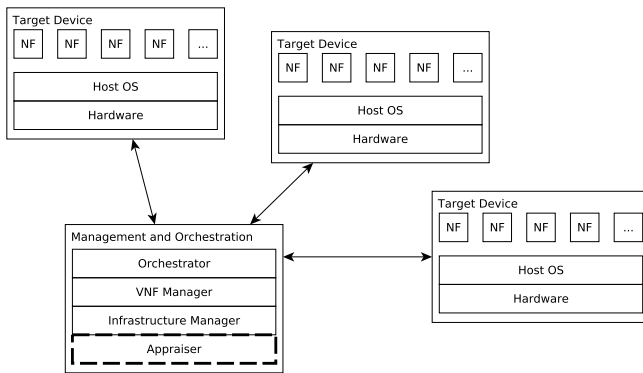 Target Device
NF NF NF NF ...
Host OS
Hardware
Target Device
NF NF NF NF ...
Host OS
Hardware
Target Device
NF NF NF NF ...
Host OS
Hardware
Management and Orchestration
Orchestrator
VNF Manager
Infrastructure Manager
Appraiser